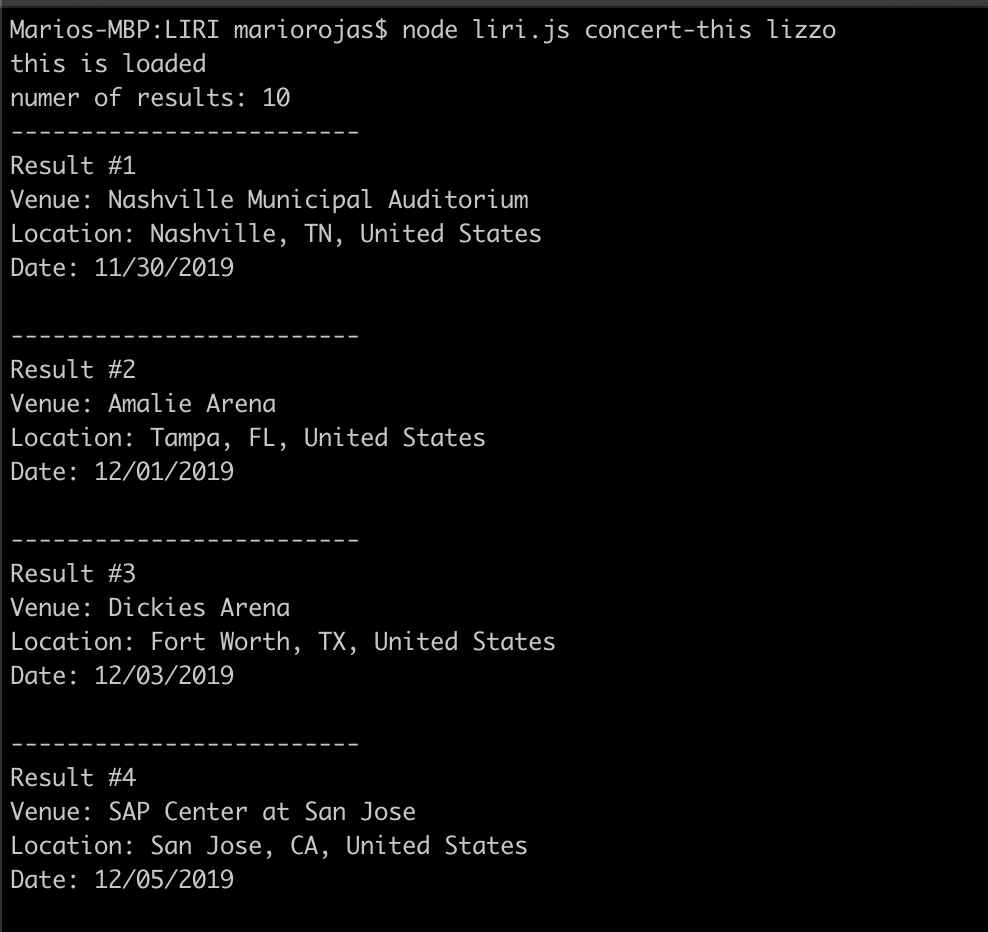 Marios-MBP:LIRI mariorojas$ node liri.js concert-this lizzo
this is loaded
numer of results: 10
-------------------------
Result #1
Venue: Nashville Municipal Auditorium
Location: Nashville, TN, United States
Date: 11/30/2019
-------------------------
Result #2
Venue: Amalie Arena
Location: Tampa, FL, United States
Date: 12/01/2019
-------------------------
Result #3
Venue: Dickies Arena
Location: Fort Worth, TX, United States
Date: 12/03/2019
-------------------------
Result #4
Venue: SAP Center at San Jose
Location: San Jose, CA, United States
Date: 12/05/2019